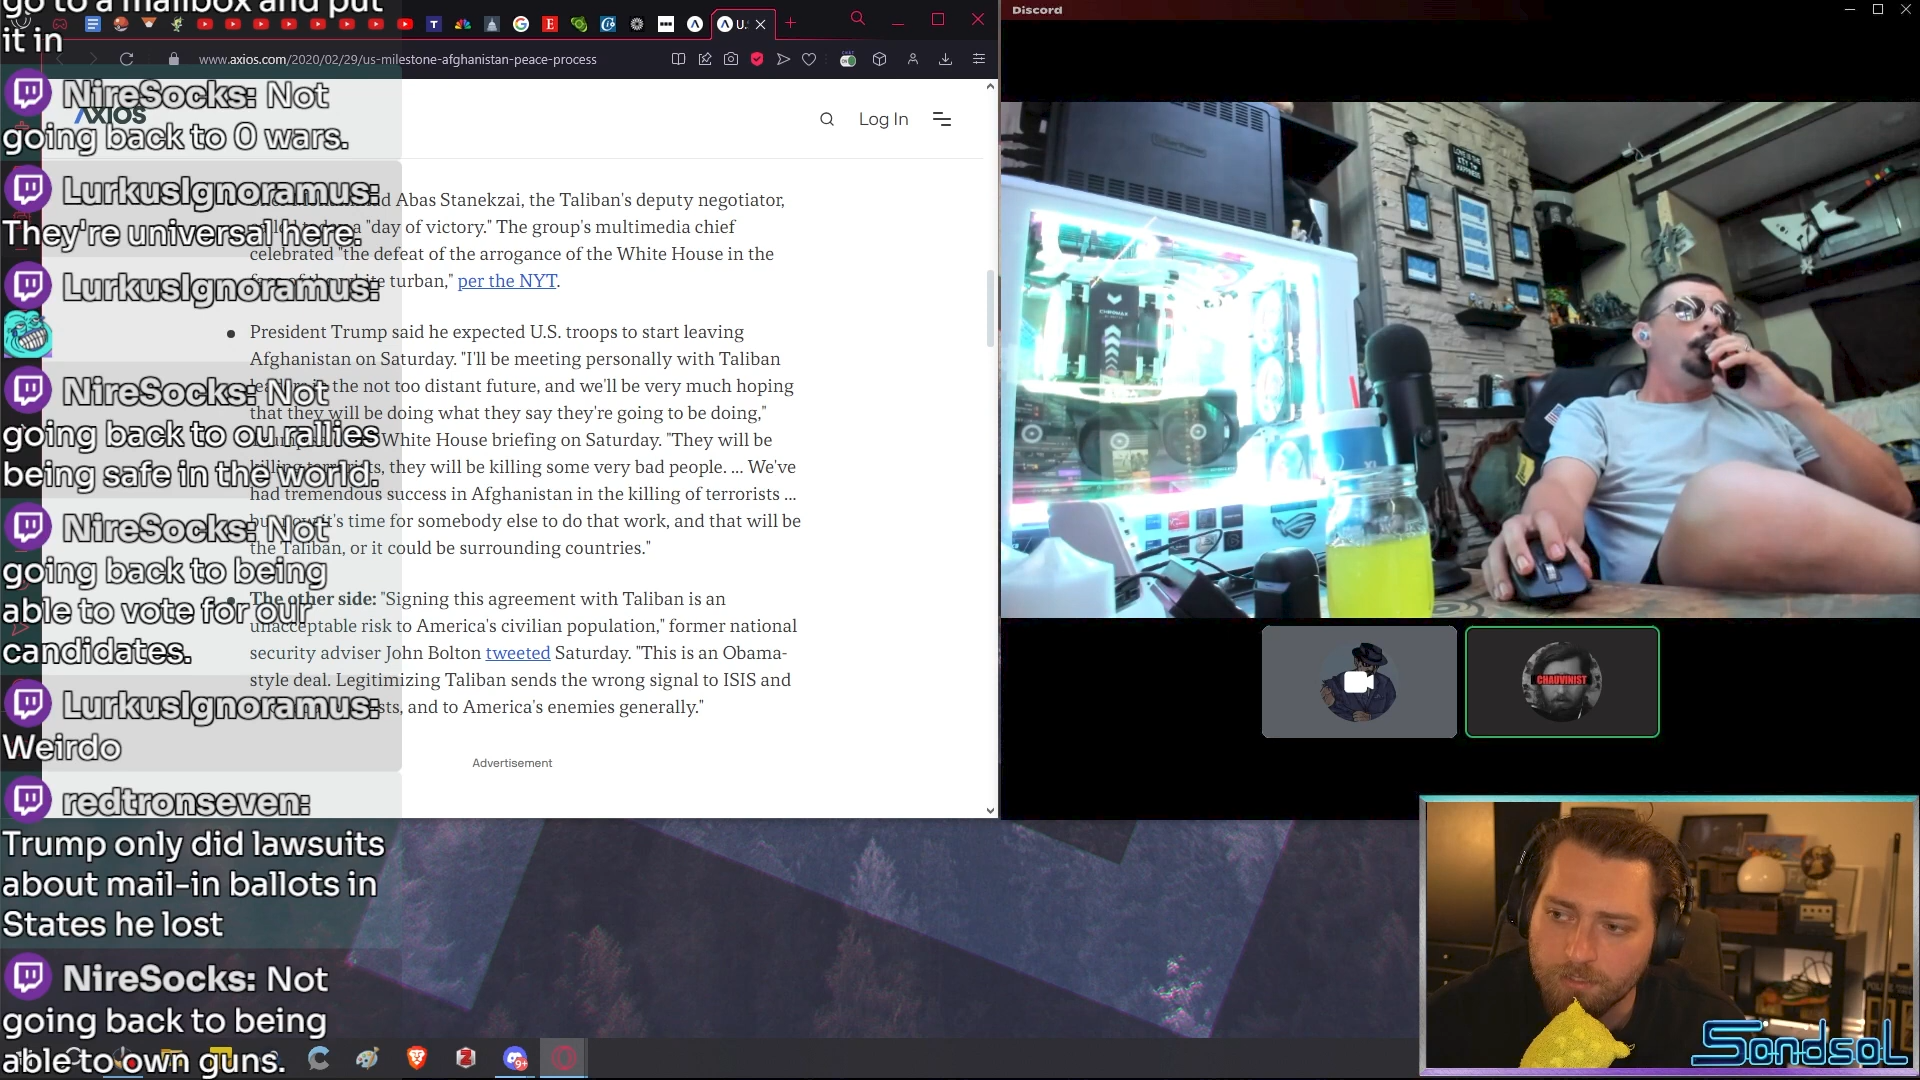 go to a mailbox and put
it in
NireSocks: Not
going back to 0 wars.
LurkusIgnoramus:
They're universal here.
LurkusIgnoramus:
NireSocks: Not
going back to ou rallies
being safe in the world.
NireSocks: Not
going back to being
able to vote for our
candidates.
LurkusIgnoramus:
Weirdo
redtronseven:
Trump only did lawsuits
about mail-in ballots in
States he lost
NireSocks: Not
going back to being
able to own guns.
U.
www.axios.com/2020/02/29/us-milestone-afghanistan-peace-process
AXIOS
Log In
Abas Stanekzai, the Taliban's deputy negotiator,
a "day of victory." The group's multimedia chief
celebrated "the defeat of the arrogance of the White House in the
turban," per the NYT.
President Trump said he expected U.S. troops to start leaving
Afghanistan on Saturday. "I'll be meeting personally with Taliban
the not too distant future, and we'll be very much hoping
that they will be doing what they say they're going to be doing,"
White House briefing on Saturday. "They will be
killing terrorists, they will be killing some very bad people. ... We've
had tremendous success in Afghanistan in the killing of terrorists ...
it's time for somebody else to do that work, and that will be
the Taliban, or it could be surrounding countries."
The other side: "Signing this agreement with Taliban is an
unacceptable risk to America's civilian population," former national
security adviser John Bolton tweeted Saturday. "This is an Obama-
style deal. Legitimizing Taliban sends the wrong signal to ISIS and
and to America's enemies generally."
Advertisement
Discord
CHAUVINIST
Sondsol